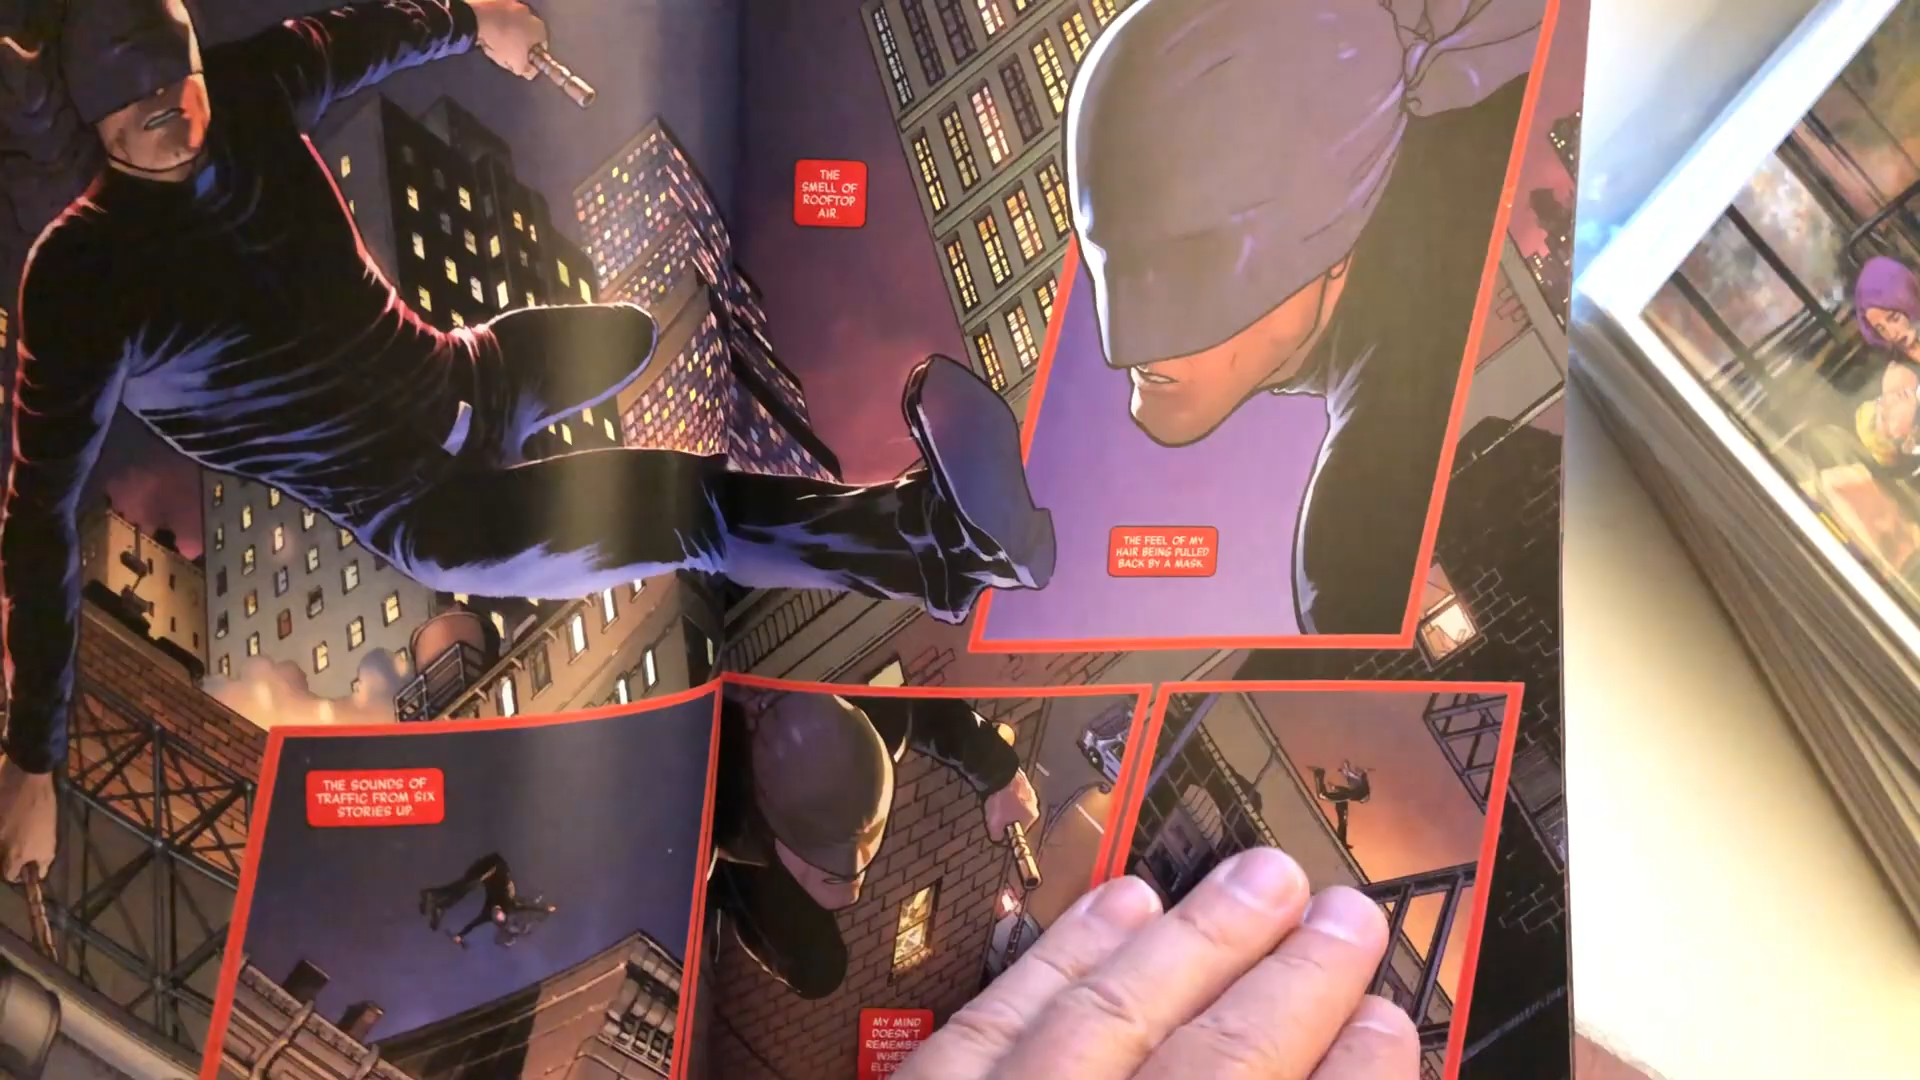 THE
SMELL OF
ROOFTOP
AIR.
THE FEEL OF MY
HAIR BEING PULLED
BACK BY A MASK.
THE SOUNDS OF
TRAFFIC FROM SIX
STORIES UP.
MY MIND
DOESN'T
REMEMBER